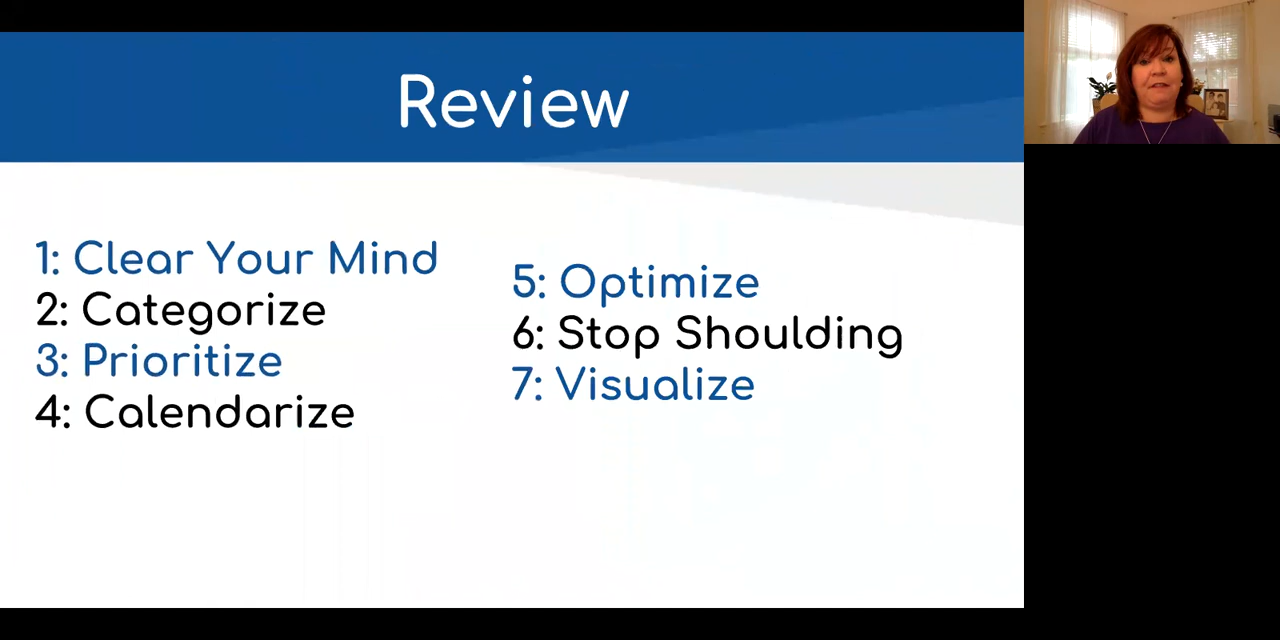 Review
1: Clear Your Mind
2: Categorize
3: Prioritize
4: Calendarize
5: Optimize
6: Stop Shoulding
7: Visualize